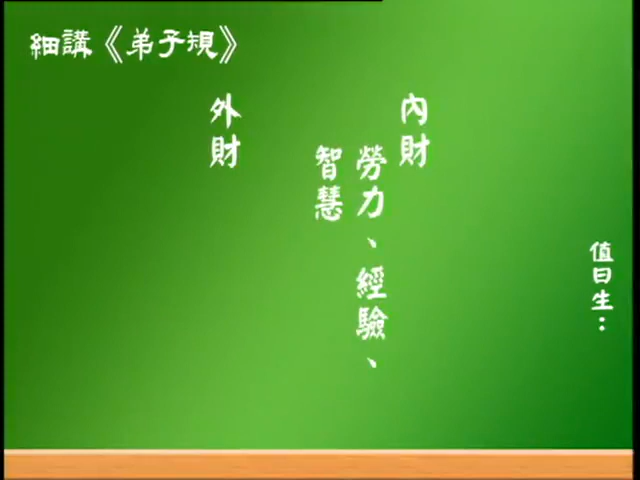 細講《弟子規》
內財
勞力、經驗、
智慧
外財
值日生：